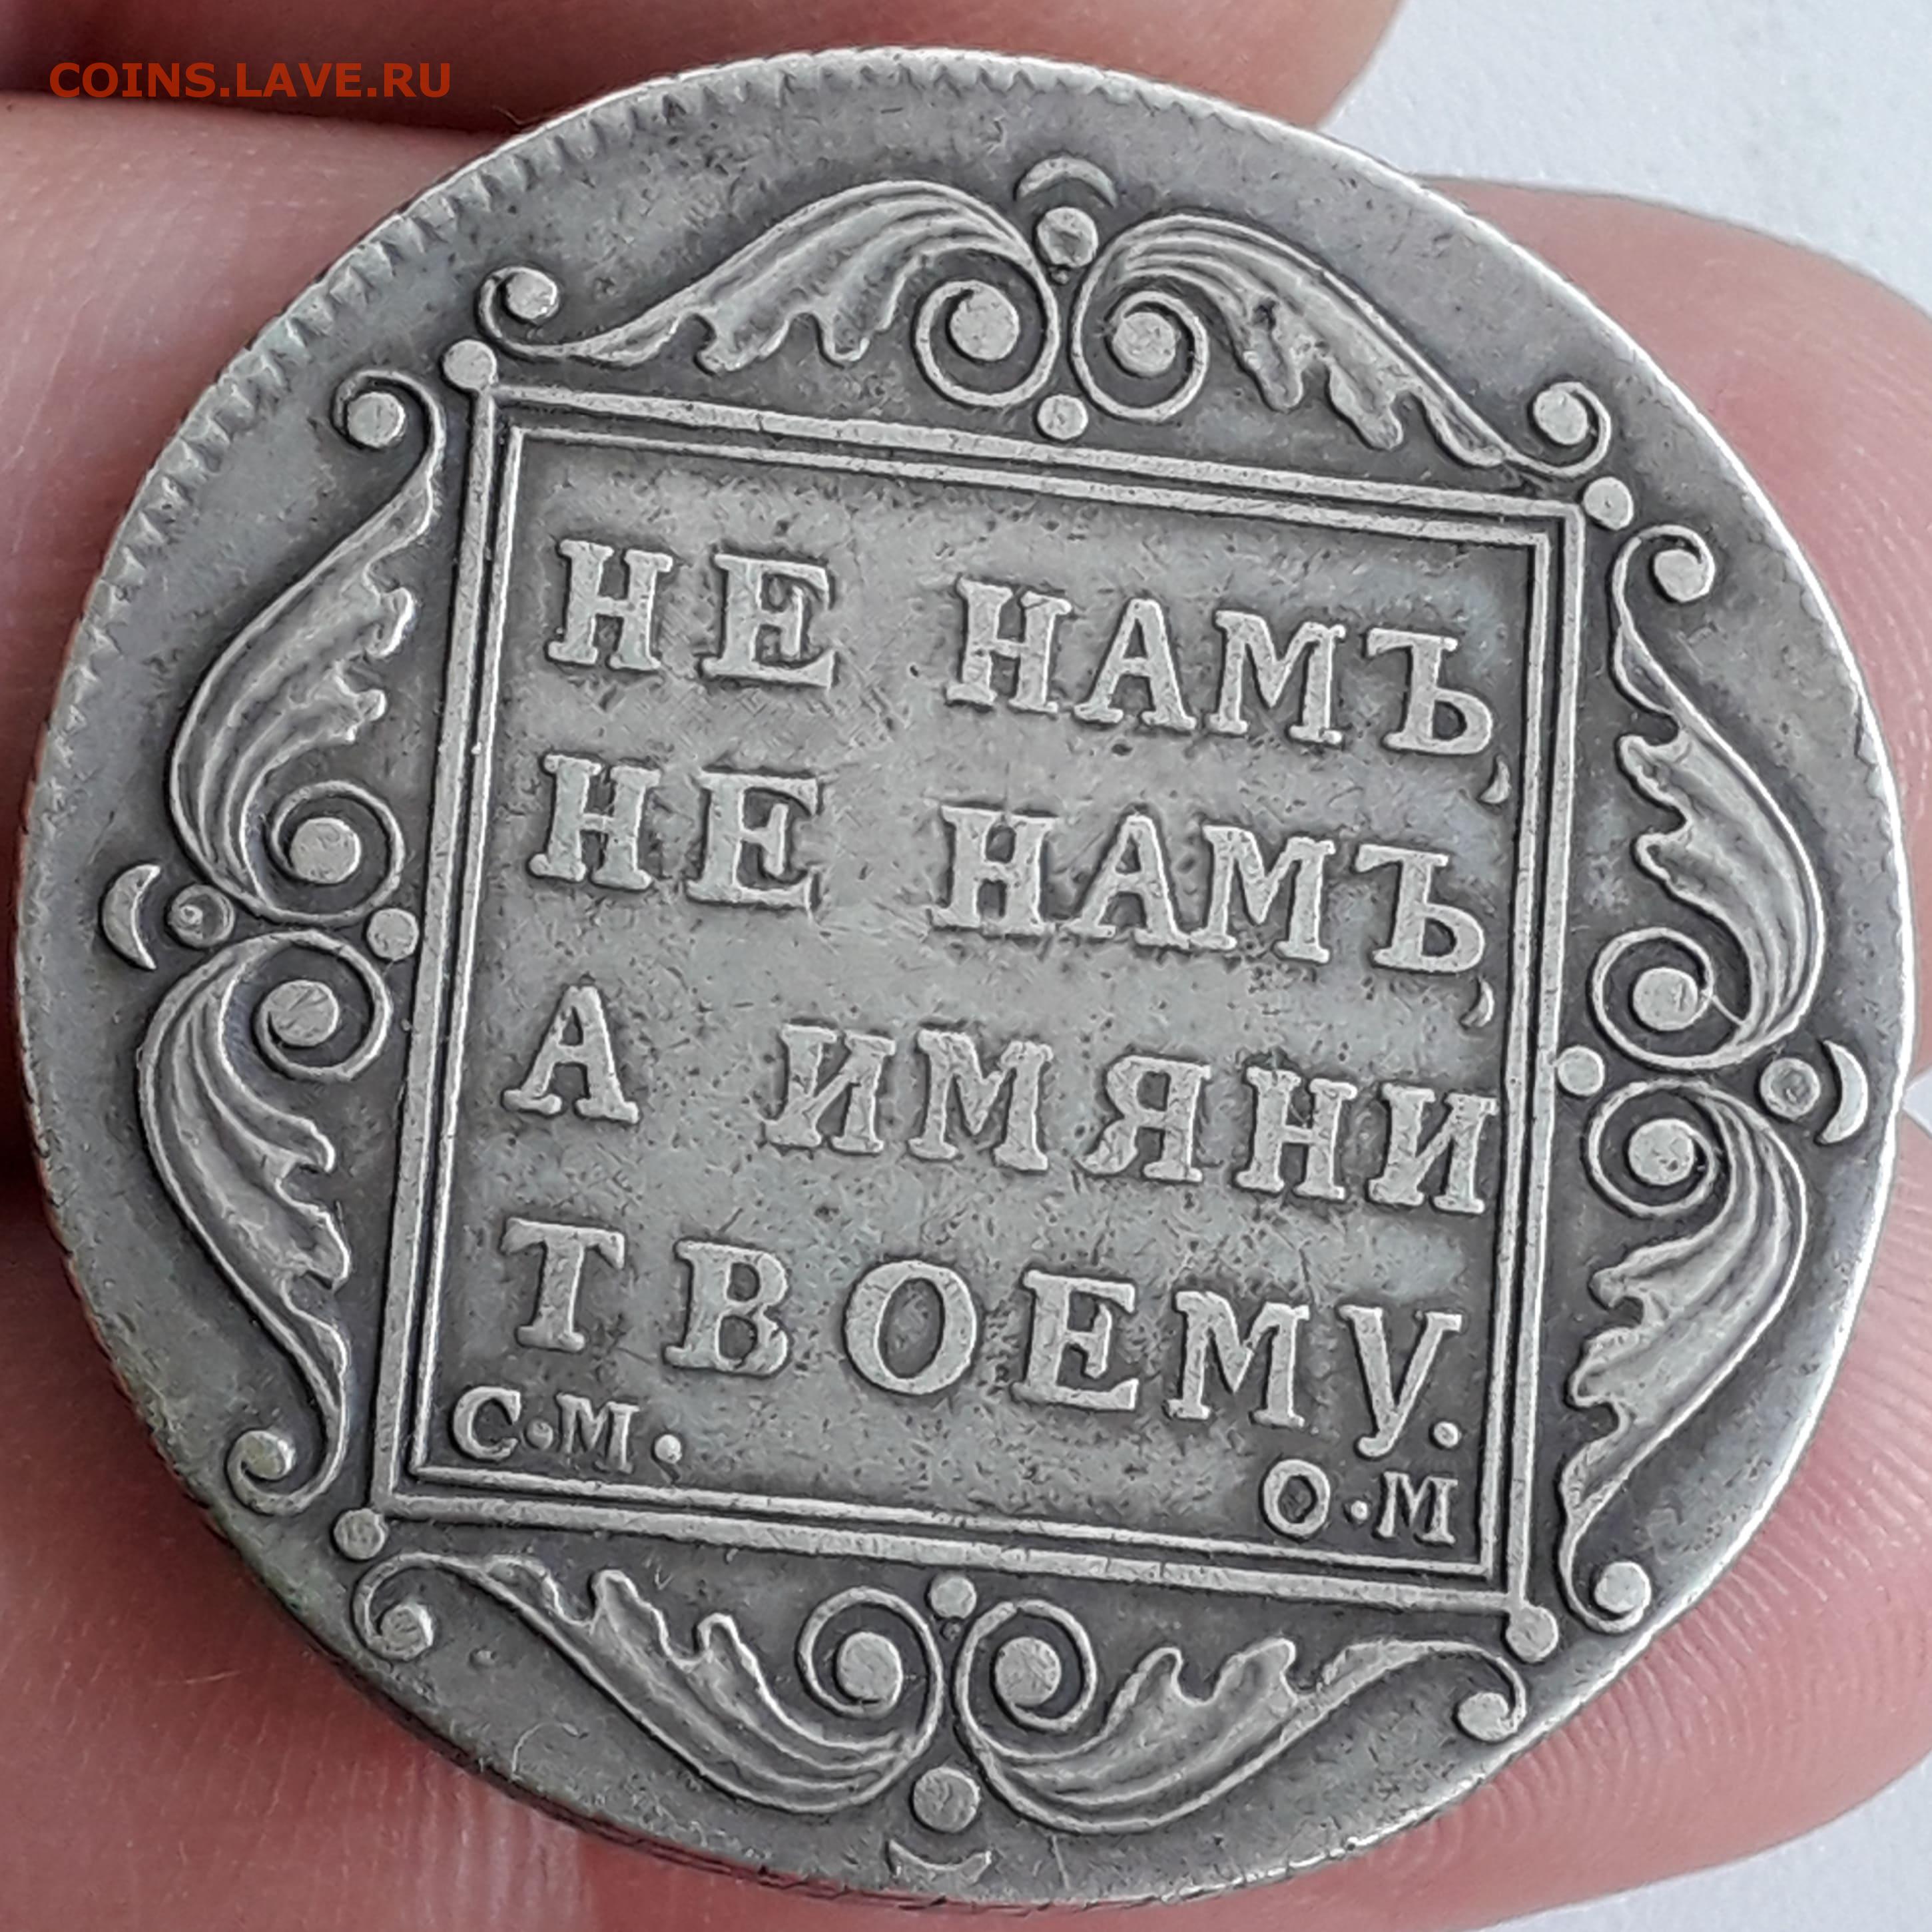 COINS.LAVE.RU
НЕ НАМЪ,
НЕ НАМЪ,
А ИМЯНИ
ТВОЕМУ.
С.М.
О.М